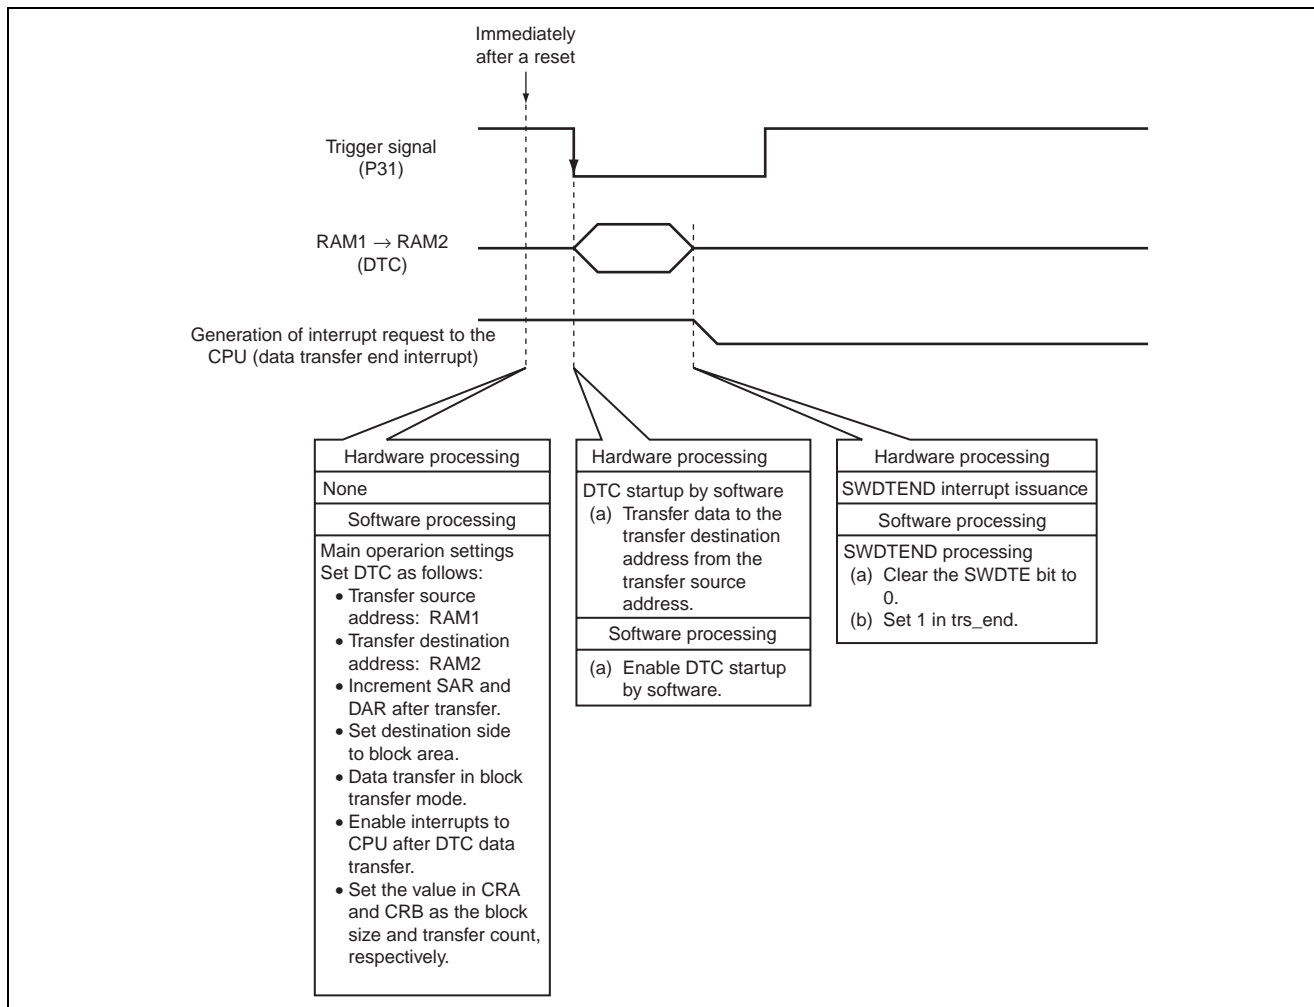 Immediately
after a reset
Trigger signal
(P31)
RAM1 → RAM2
(DTC)
Generation of interrupt request to the
CPU (data transfer end interrupt)
Hardware processing
None
Software processing
Main operarion settings
Set DTC as follows:
• Transfer source
address: RAM1
• Transfer destination
address: RAM2
• Increment SAR and
DAR after transfer.
• Set destination side
to block area.
• Data transfer in block
transfer mode.
• Enable interrupts to
CPU after DTC data
transfer.
• Set the value in CRA
and CRB as the block
size and transfer count,
respectively.
Hardware processing
DTC startup by software
(a) Transfer data to the
transfer destination
address from the
transfer source
address.
Software processing
(a) Enable DTC startup
by software.
Hardware processing
SWDTEND interrupt issuance
Software processing
SWDTEND processing
(a) Clear the SWDTE bit to
0.
(b) Set 1 in trs_end.